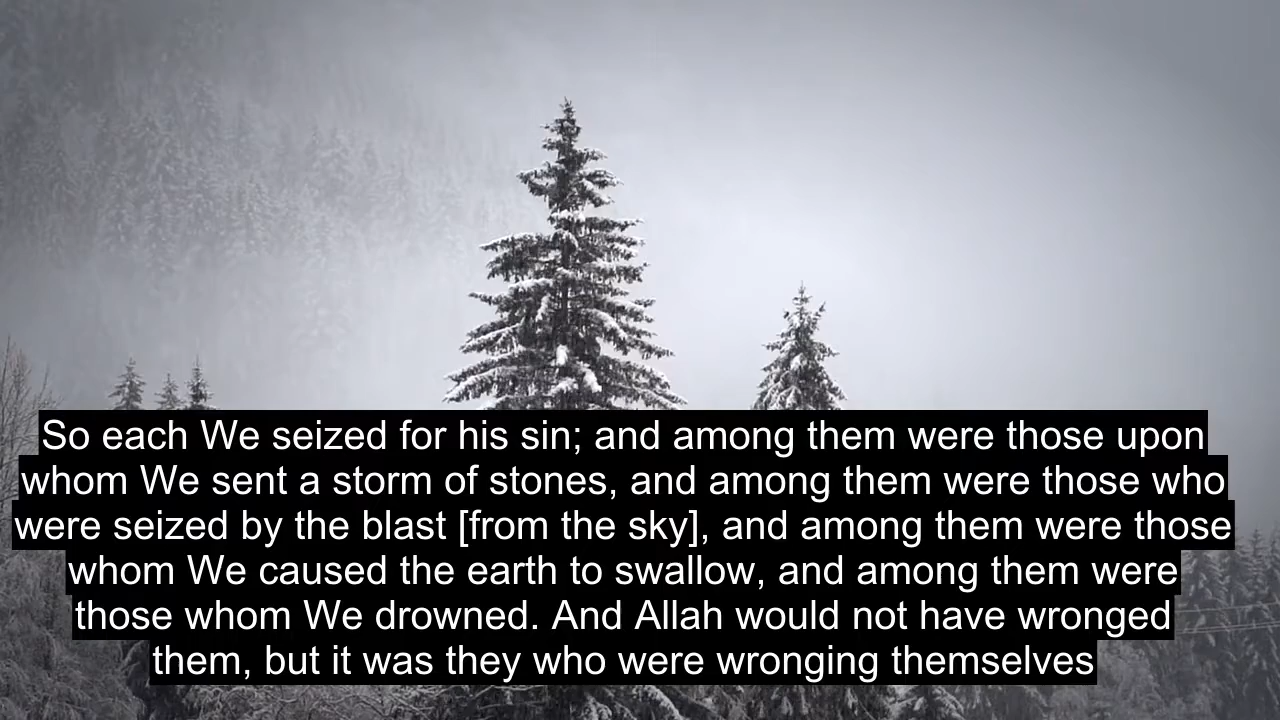 So each We seized for his sin; and among them were those upon
whom We sent a storm of stones, and among them were those who
were seized by the blast [from the sky], and among them were those
whom We caused the earth to swallow, and among them were
those whom We drowned. And Allah would not have wronged
them, but it was they who were wronging themselves